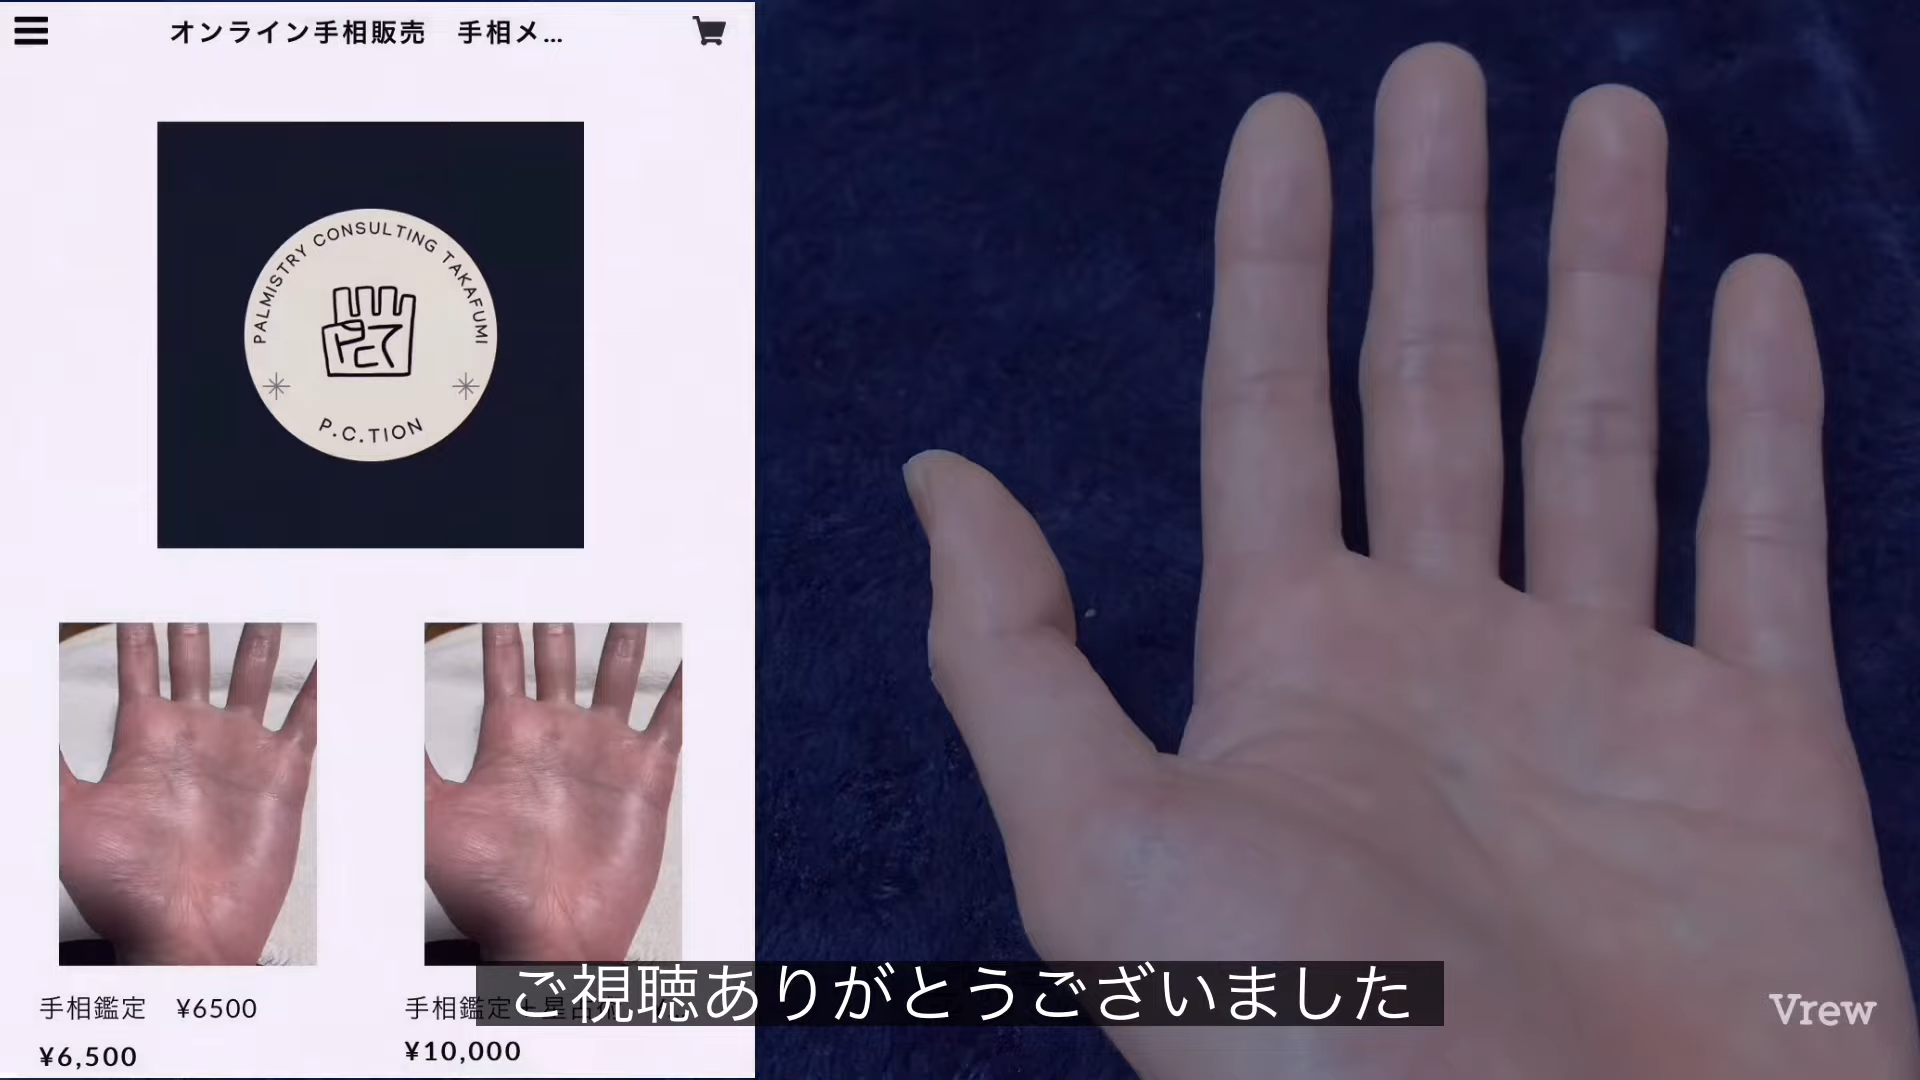 オンライン手相販売　手相メ...
PALMISTRY CONSULTING TAKAFUMI
P.C.TION
手相鑑定　¥6500
¥6,500
手相鑑定
¥10,000
ご視聴ありがとうございました
Vrew